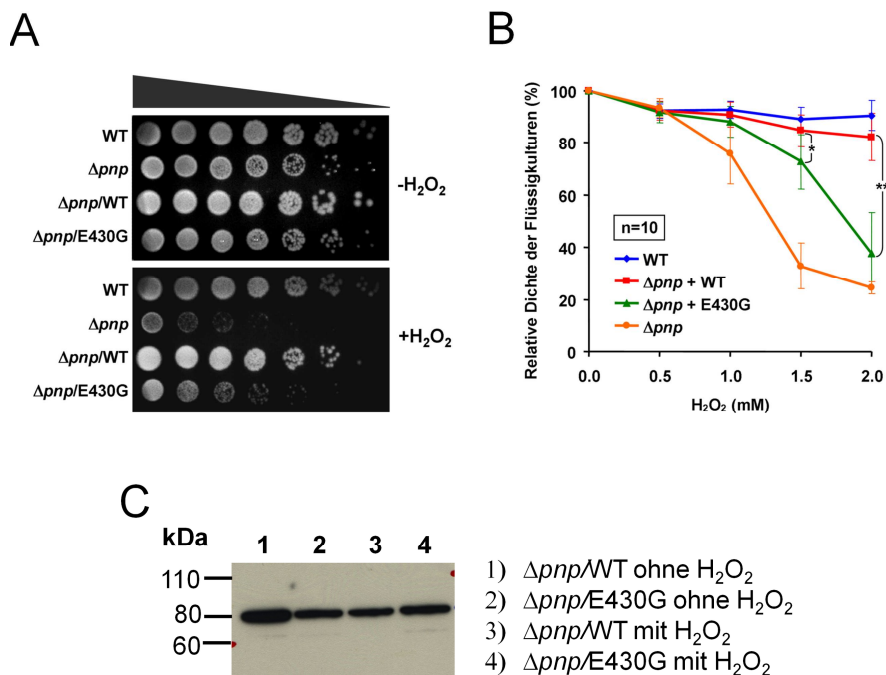 A
WT
Δpnp
Δpnp/WT
Δpnp/E430G
-H₂O₂
WT
Δpnp
Δpnp/WT
Δpnp/E430G
+H₂O₂
B
Relative Dichte der Flüssigkulturen (%)
100
80
60
40
20
0
*
**
n=10
WT
Δpnp + WT
Δpnp + E430G
Δpnp
0.0 0.5 1.0 1.5 2.0
H₂O₂ (mM)
C
kDa
1 2 3 4
110
80
60
1) Δpnp/WT ohne H₂O₂
2) Δpnp/E430G ohne H₂O₂
3) Δpnp/WT mit H₂O₂
4) Δpnp/E430G mit H₂O₂